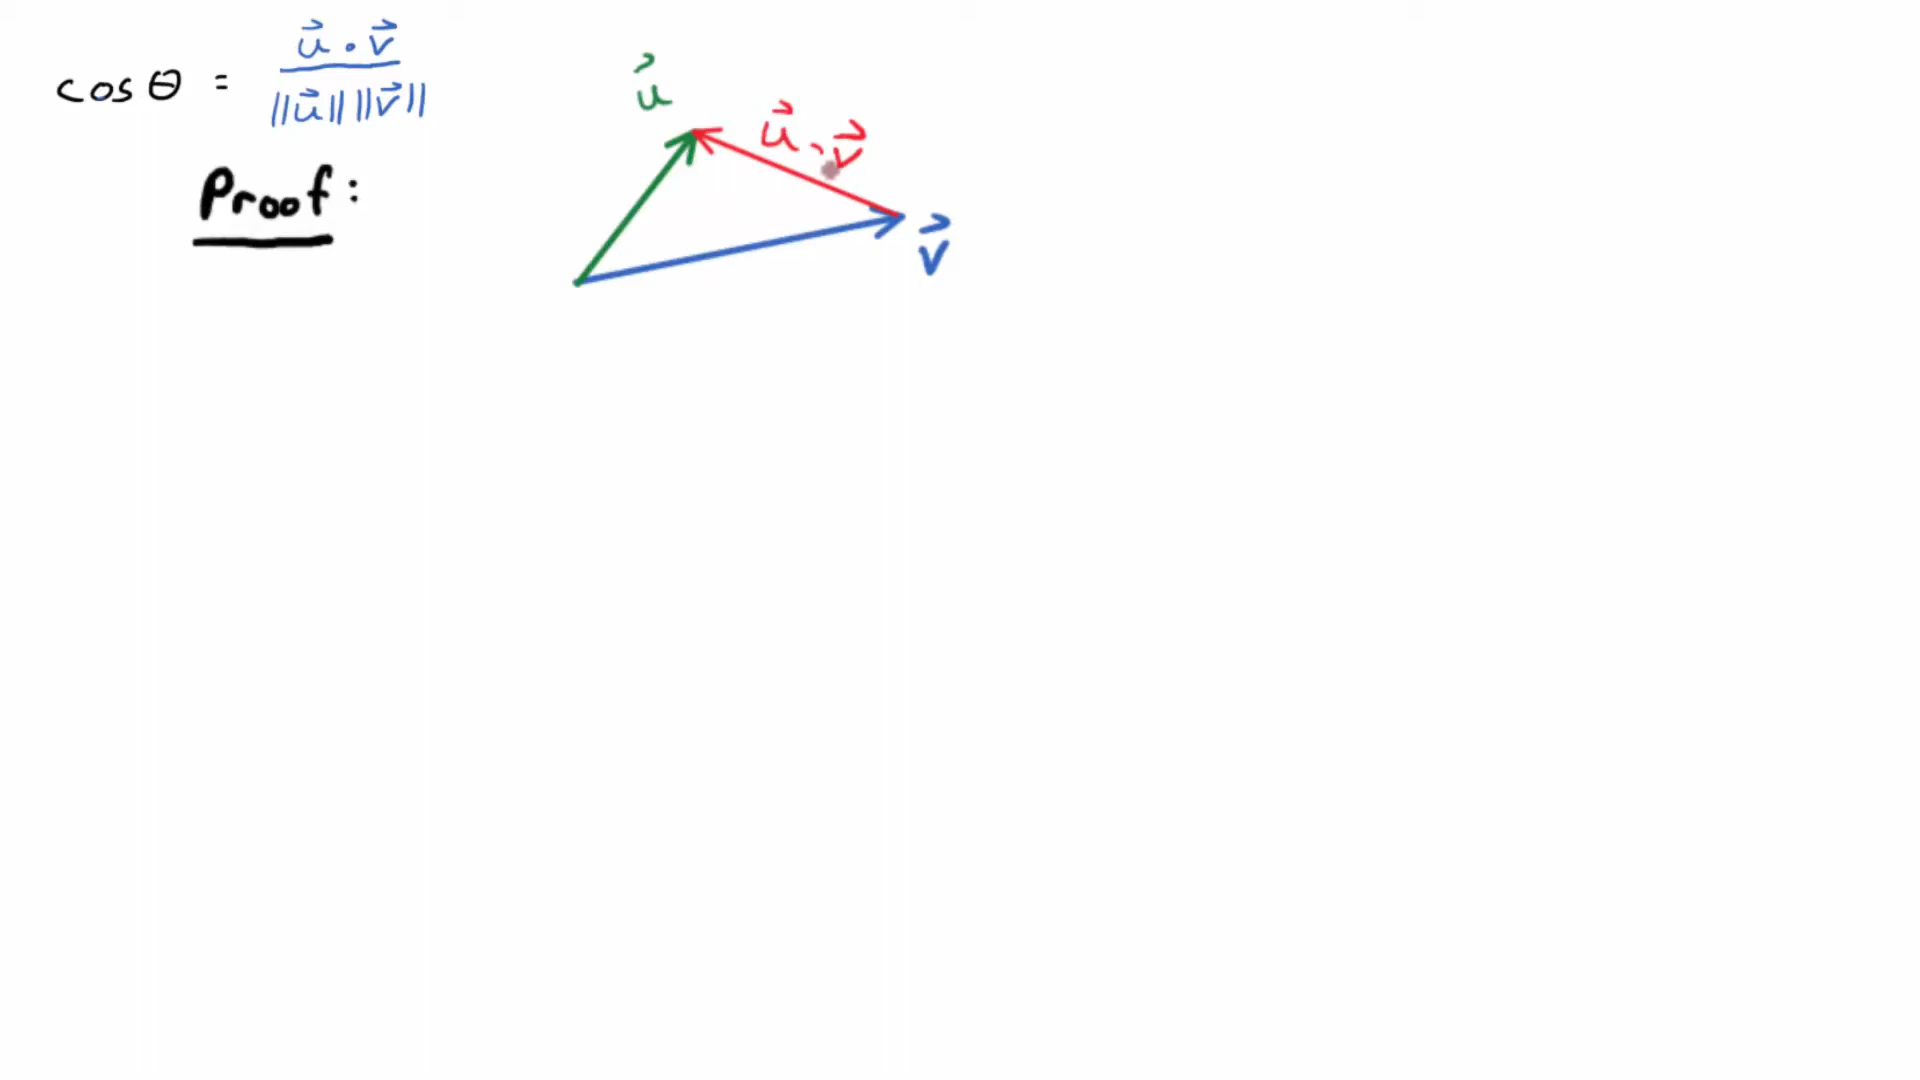 cos θ = u⃗ • v⃗ / ||u⃗|| ||v⃗||
Proof:
u⃗
u⃗ - v⃗
v⃗